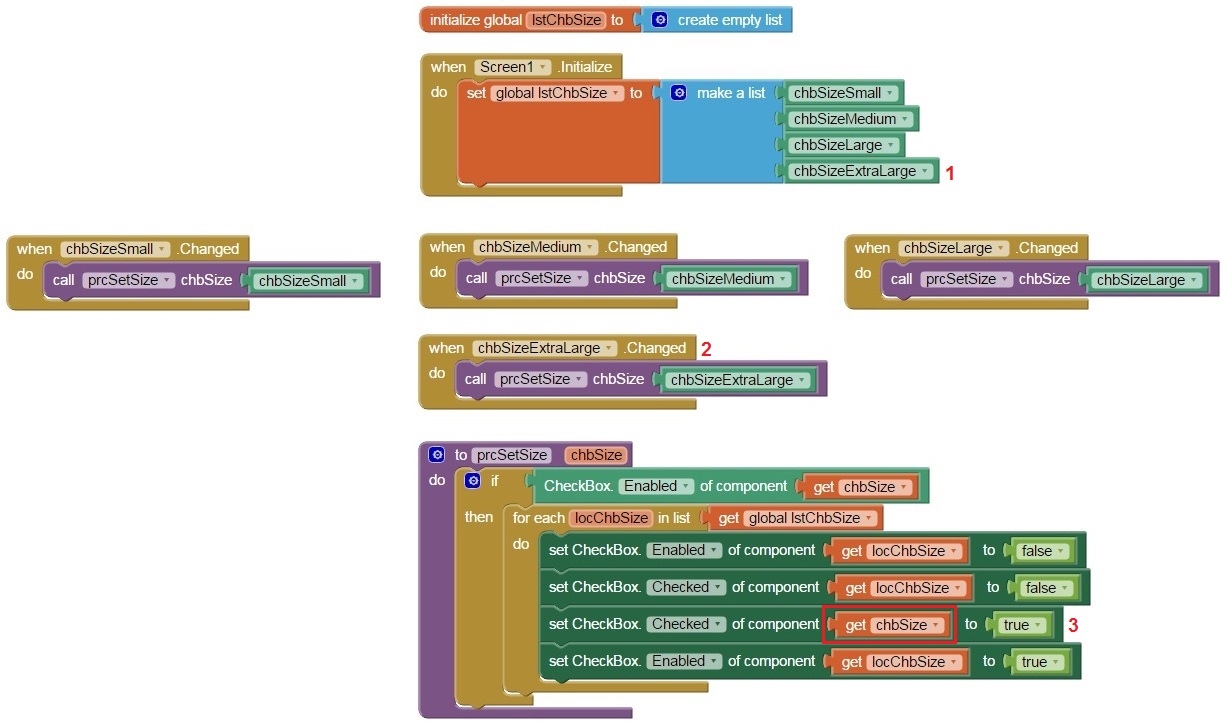 initialize global lstChbSize to create empty list
when Screen1 .Initialize
do set global lstChbSize to make a list chbSizeSmall
chbSizeMedium
chbSizeLarge
chbSizeExtraLarge 1
when chbSizeSmall .Changed
do call prcSetSize chbSize chbSizeSmall
when chbSizeMedium .Changed
do call prcSetSize chbSize chbSizeMedium
when chbSizeLarge .Changed
do call prcSetSize chbSize chbSizeLarge
when chbSizeExtraLarge .Changed 2
do call prcSetSize chbSize chbSizeExtraLarge
to prcSetSize chbSize
do if CheckBox. Enabled of component get chbSize
then for each locChbSize in list get global lstChbSize
do set CheckBox. Enabled of component get locChbSize to false
set CheckBox. Checked of component get locChbSize to false
set CheckBox. Checked of component get chbSize to true 3
set CheckBox. Enabled of component get locChbSize to true